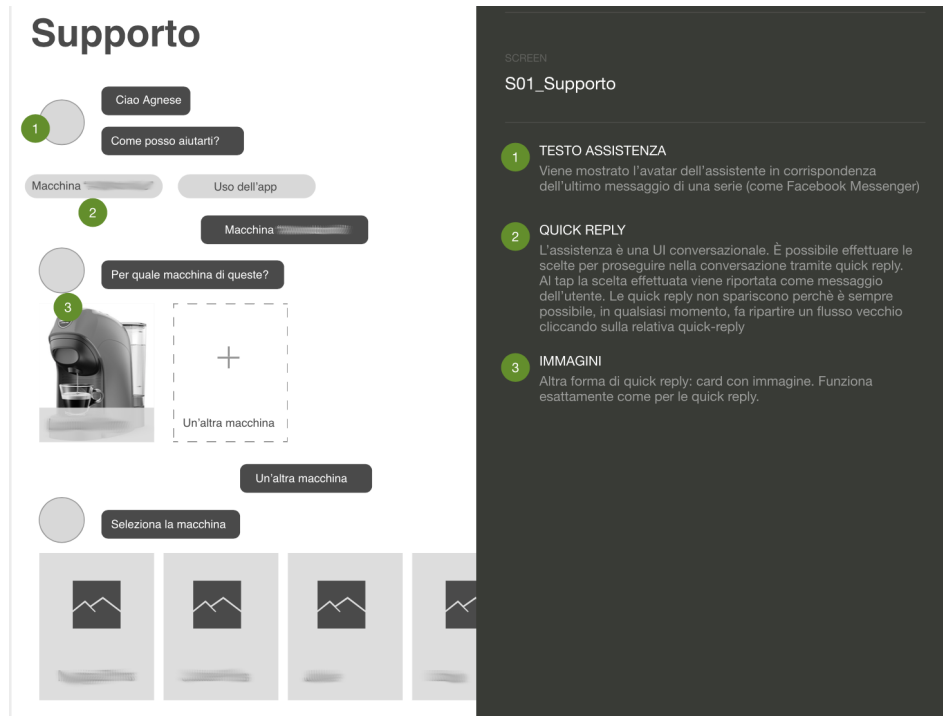 Supporto
Ciao Agnese
1
Come posso aiutarti?
Macchina
Uso dell'app
2
Macchina
Per quale macchina di queste?
3
+
Un'altra macchina
Un'altra macchina
Seleziona la macchina
SCREEN
S01_Supporto
1
TESTO ASSISTENZA
Viene mostrato l'avatar dell'assistente in corrispondenza
dell'ultimo messaggio di una serie (come Facebook Messenger)
2
QUICK REPLY
L'assistenza è una UI conversazionale. È possibile effettuare le
scelte per proseguire nella conversazione tramite quick reply.
Al tap la scelta effettuata viene riportata come messaggio
dell'utente. Le quick reply non spariscono perchè è sempre
possibile, in qualsiasi momento, fa ripartire un flusso vecchio
cliccando sulla relativa quick-reply
3
IMMAGINI
Altra forma di quick reply: card con immagine. Funziona
esattamente come per le quick reply.